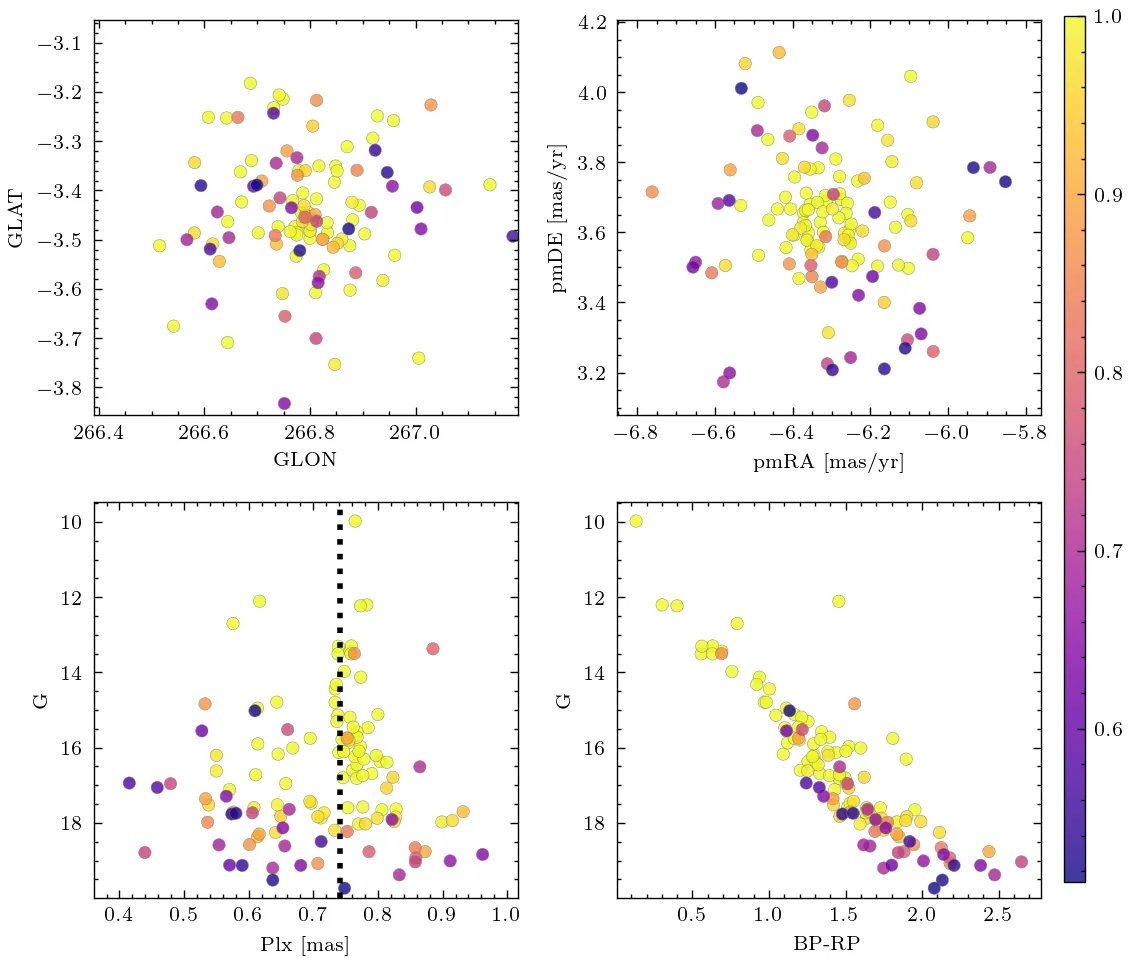 −3.1
−3.2
−3.3
−3.4
−3.5
−3.6
−3.7
−3.8
GLAT
266.4 266.6 266.8 267.0
GLON
4.2
4.0
3.8
3.6
3.4
3.2
pmDE [mas/yr]
−6.8 −6.6 −6.4 −6.2 −6.0 −5.8
pmRA [mas/yr]
10
12
14
16
18
G
0.4 0.5 0.6 0.7 0.8 0.9 1.0
Plx [mas]
10
12
14
16
18
G
0.5 1.0 1.5 2.0 2.5
BP-RP
1.0
0.9
0.8
0.7
0.6